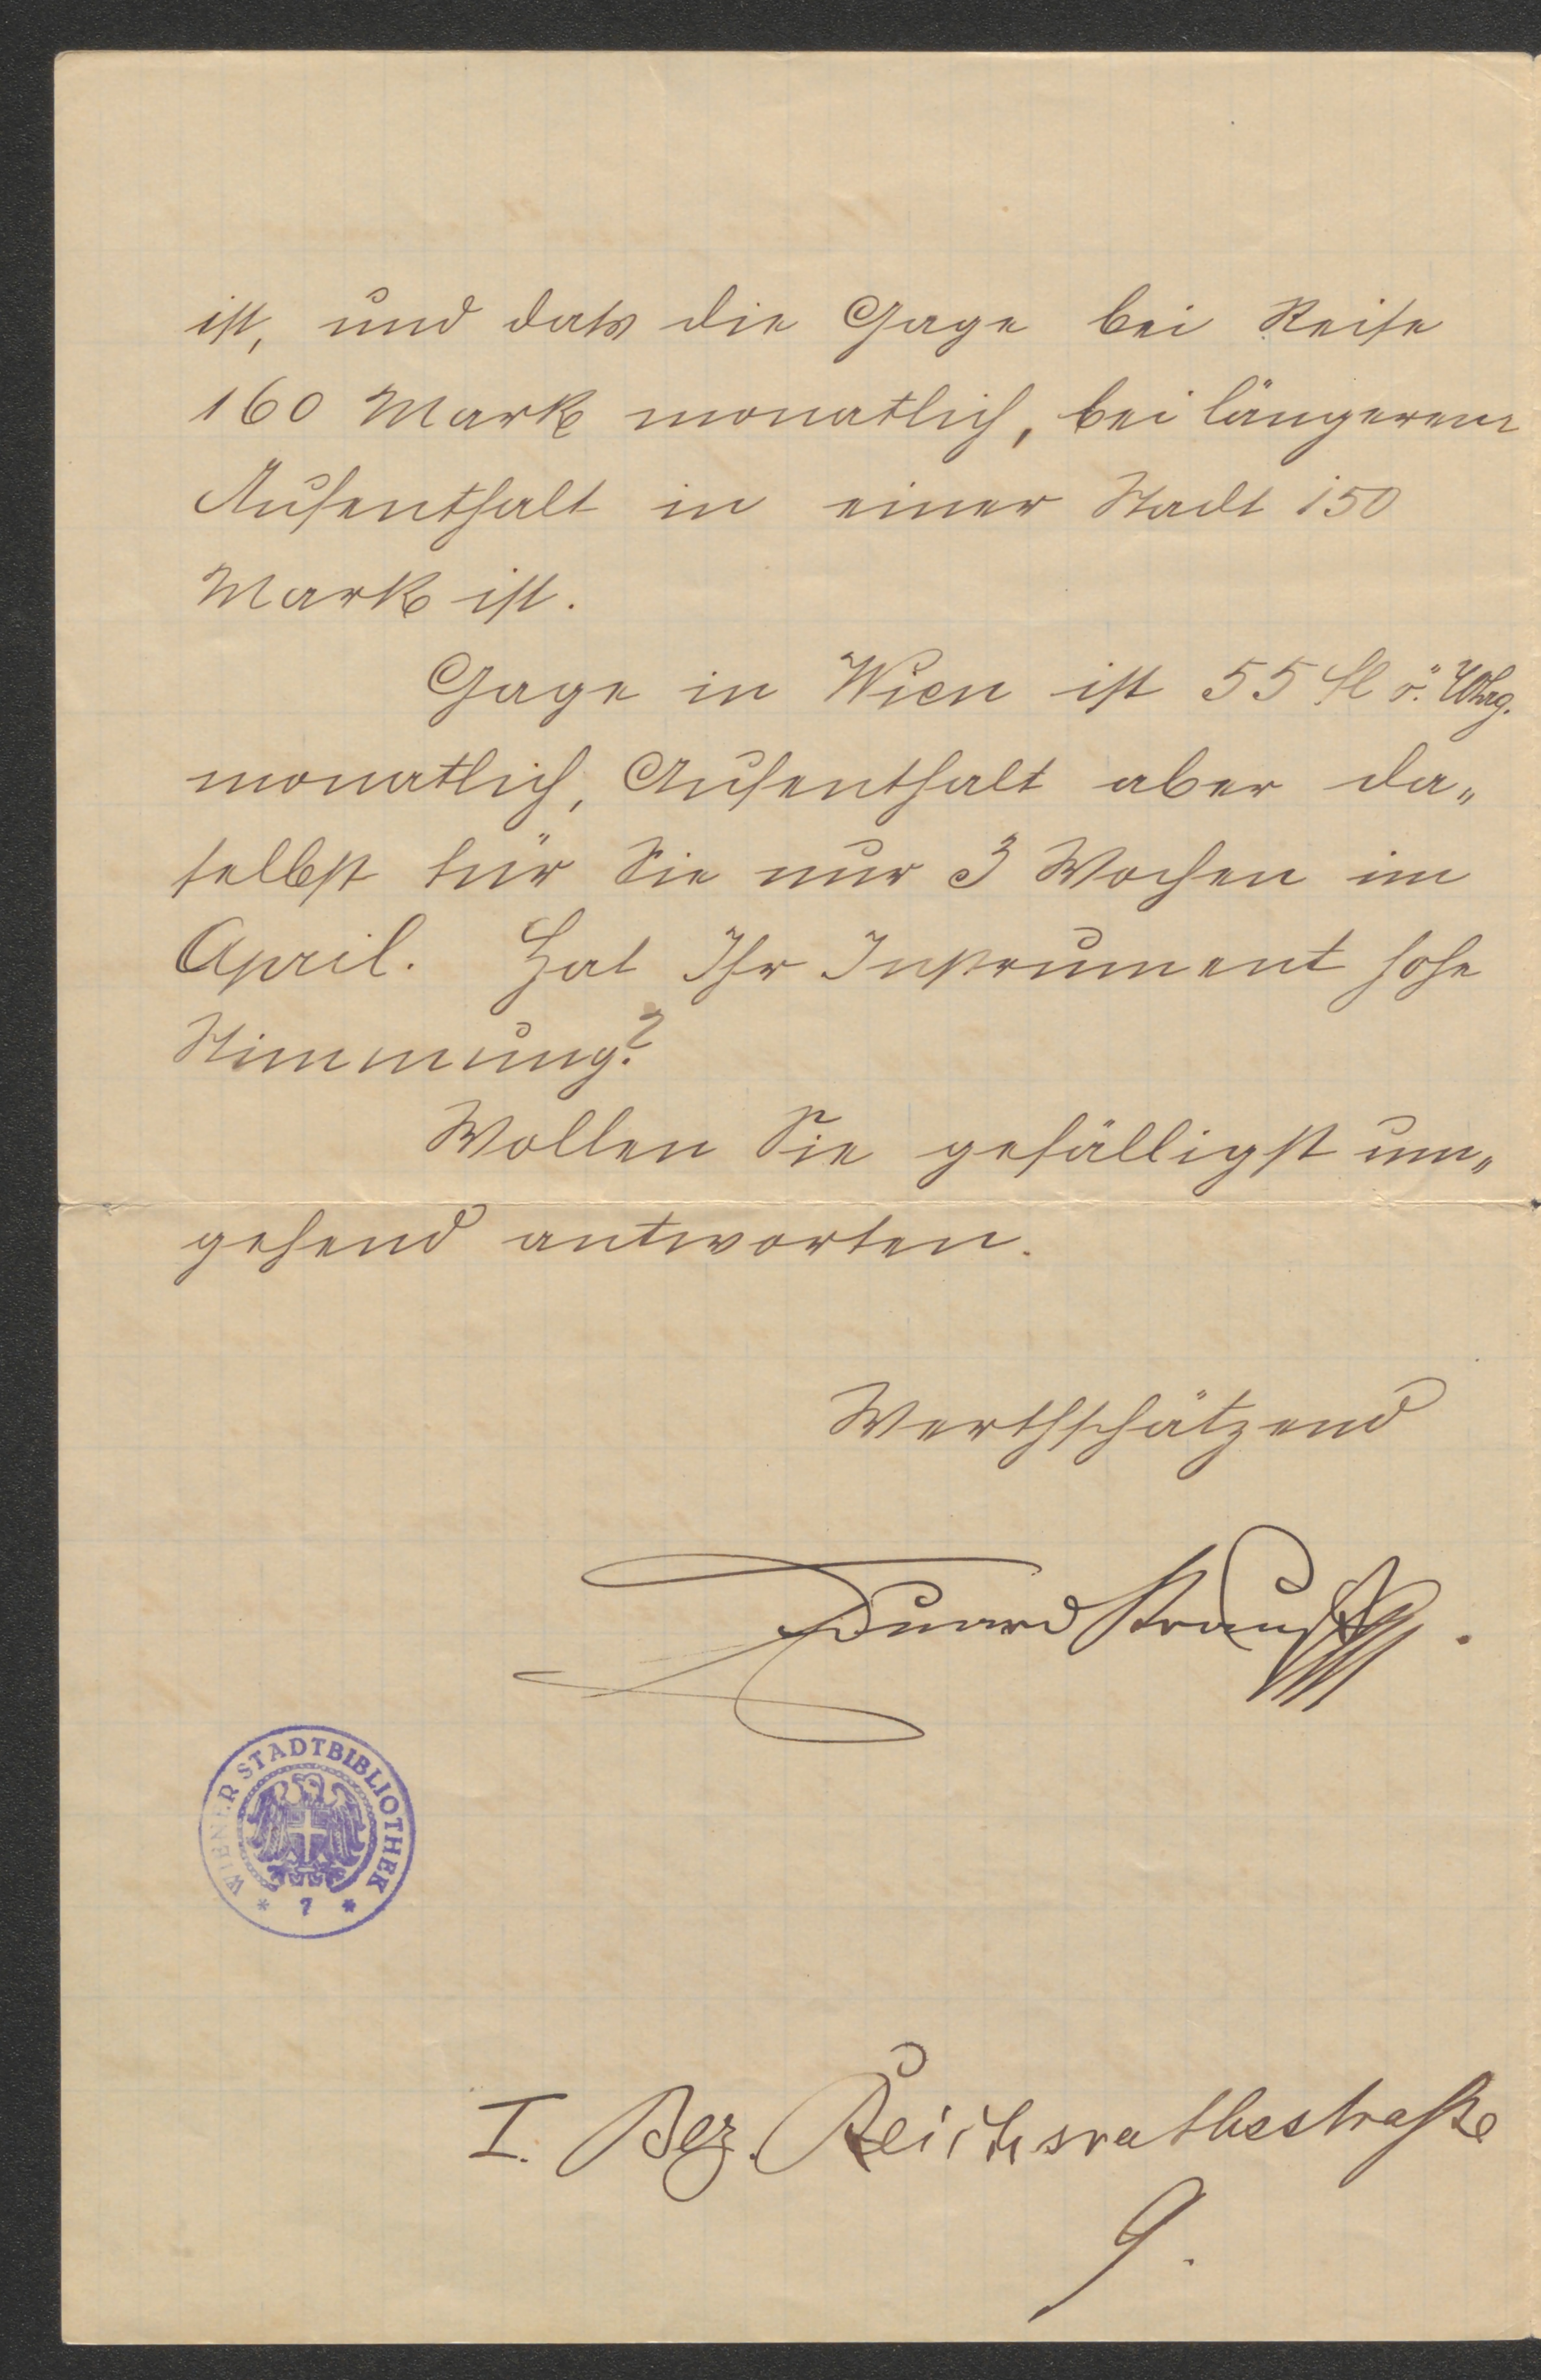 ist, und dass die Gage bei Reise
160 Mark monatlich, bei längerem
Aufenthalt in einer Stadt 150
Mark ist.
Gage in Wien ist 55 fl ö. Whrg.
monatlich, Aufenthalt aber da„
selbst für Sie nur 3 Wochen im
April. Hat Ihr Instrument hohe
Stimmung?
Wollen Sie gefälligst um„
gehend antworten.
Werthschätzend
Eduard Strauß.
WIENER STADTBIBLIOTHEK
* 7 *
I. Bez. Reichsrathsstraße
9.